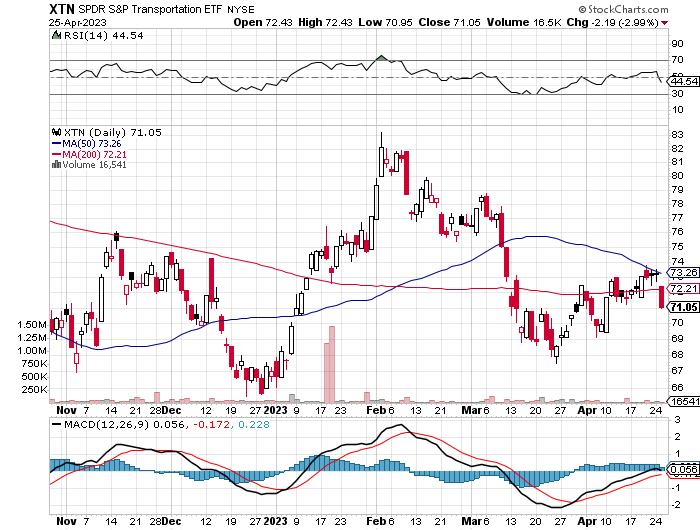 XTN SPDR S&P Transportation ETF NYSE
© StockCharts.com
25-Apr-2023
Open 72.43 High 72.43 Low 70.95 Close 71.05 Volume 16.5K Chg -2.19 (-2.99%)
RSI(14) 44.54
90
70
50
30
10
44.54
XTN (Daily) 71.05
MA(50) 73.26
MA(200) 72.21
Volume 16,541
83
82
81
80
79
78
77
76
75
74
73.26
72.21
71.05
70
69
68
67
66
1.50M
1.25M
1.00M
750K
500K
250K
16541
Nov 7 14 21 28 Dec 12 19 27 2023 9 17 23 Feb 6 13 21 Mar 6 13 20 27 Apr 10 17 24
MACD(12,26,9) 0.056, -0.172, 0.228
3
2
1
0.056
-1
-2
Nov 7 14 21 28 Dec 12 19 27 2023 9 17 23 Feb 6 13 21 Mar 6 13 20 27 Apr 10 17 24